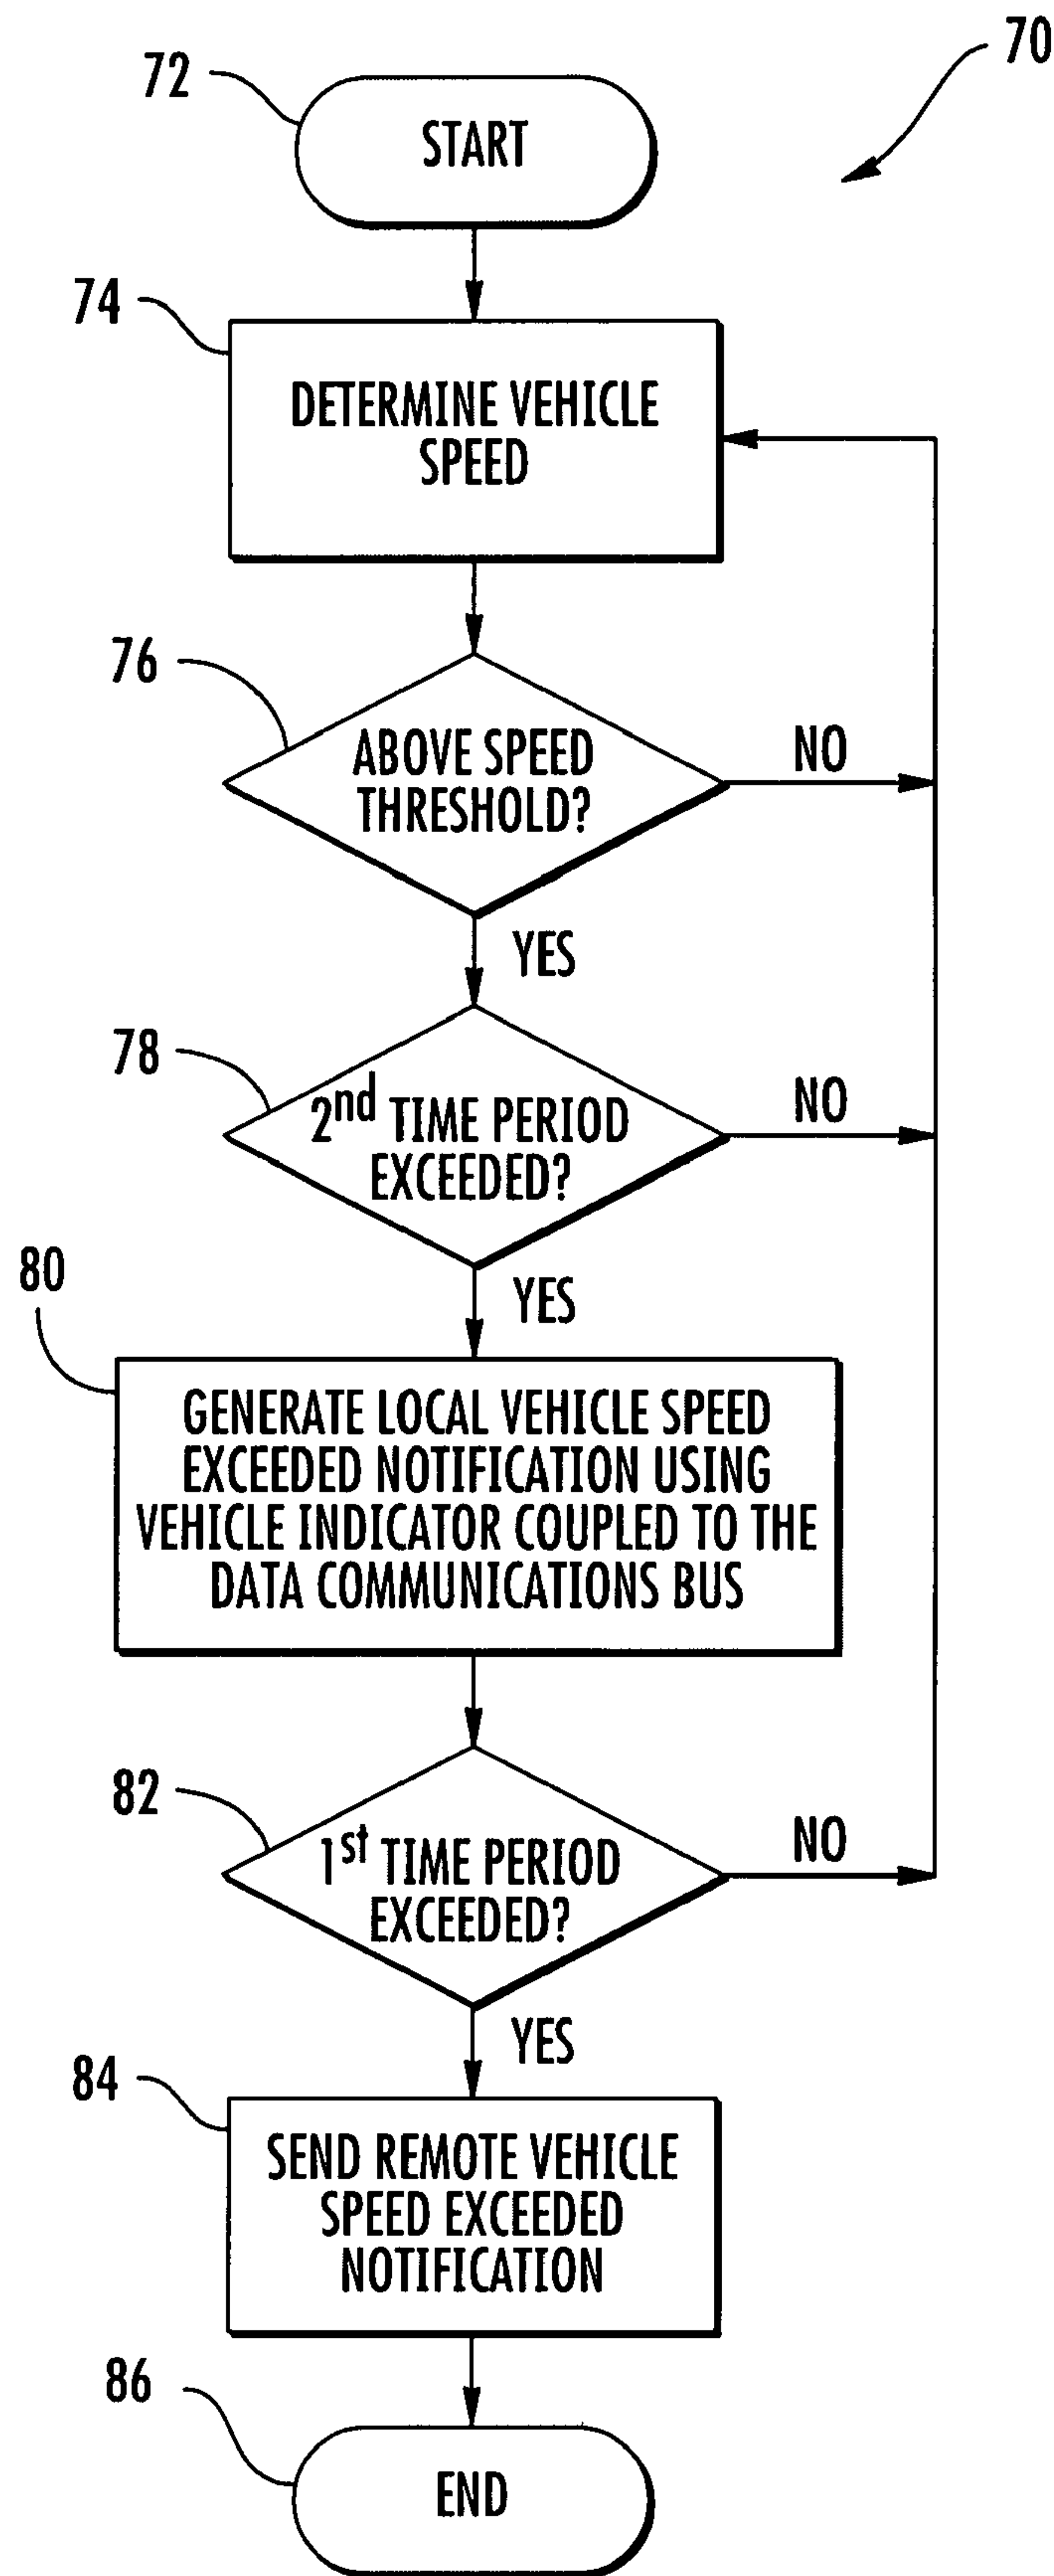 70
72
START
74
DETERMINE VEHICLE
SPEED
76
ABOVE SPEED
THRESHOLD?
NO
YES
78
2nd TIME PERIOD
EXCEEDED?
NO
YES
80
GENERATE LOCAL VEHICLE SPEED
EXCEEDED NOTIFICATION USING
VEHICLE INDICATOR COUPLED TO THE
DATA COMMUNICATIONS BUS
82
1st TIME PERIOD
EXCEEDED?
NO
YES
84
SEND REMOTE VEHICLE
SPEED EXCEEDED
NOTIFICATION
86
END